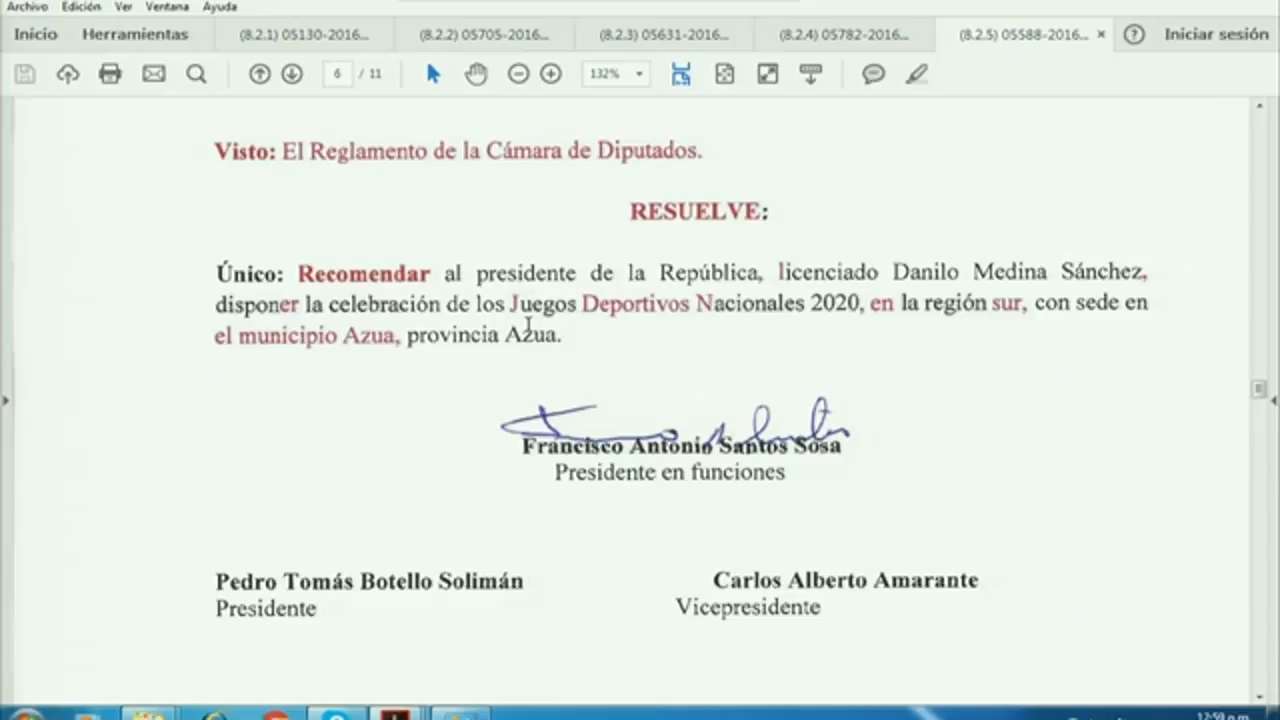 Archivo Edición Ver Ventana Ayuda
Inicio Herramientas (8.2.1) 05130-2016... (8.2.2) 05705-2016... (8.2.3) 05631-2016... (8.2.4) 05782-2016... (8.2.5) 05588-2016... × ? Iniciar sesión
6 / 11 132%
Visto: El Reglamento de la Cámara de Diputados.
RESUELVE:
Único: Recomendar al presidente de la República, licenciado Danilo Medina Sánchez,
disponer la celebración de los Juegos Deportivos Nacionales 2020, en la región sur, con sede en
el municipio Azua, provincia Azua.
Francisco Antonio Santos Sosa
Presidente en funciones
Pedro Tomás Botello Solimán Carlos Alberto Amarante
Presidente Vicepresidente
12:59 p.m.